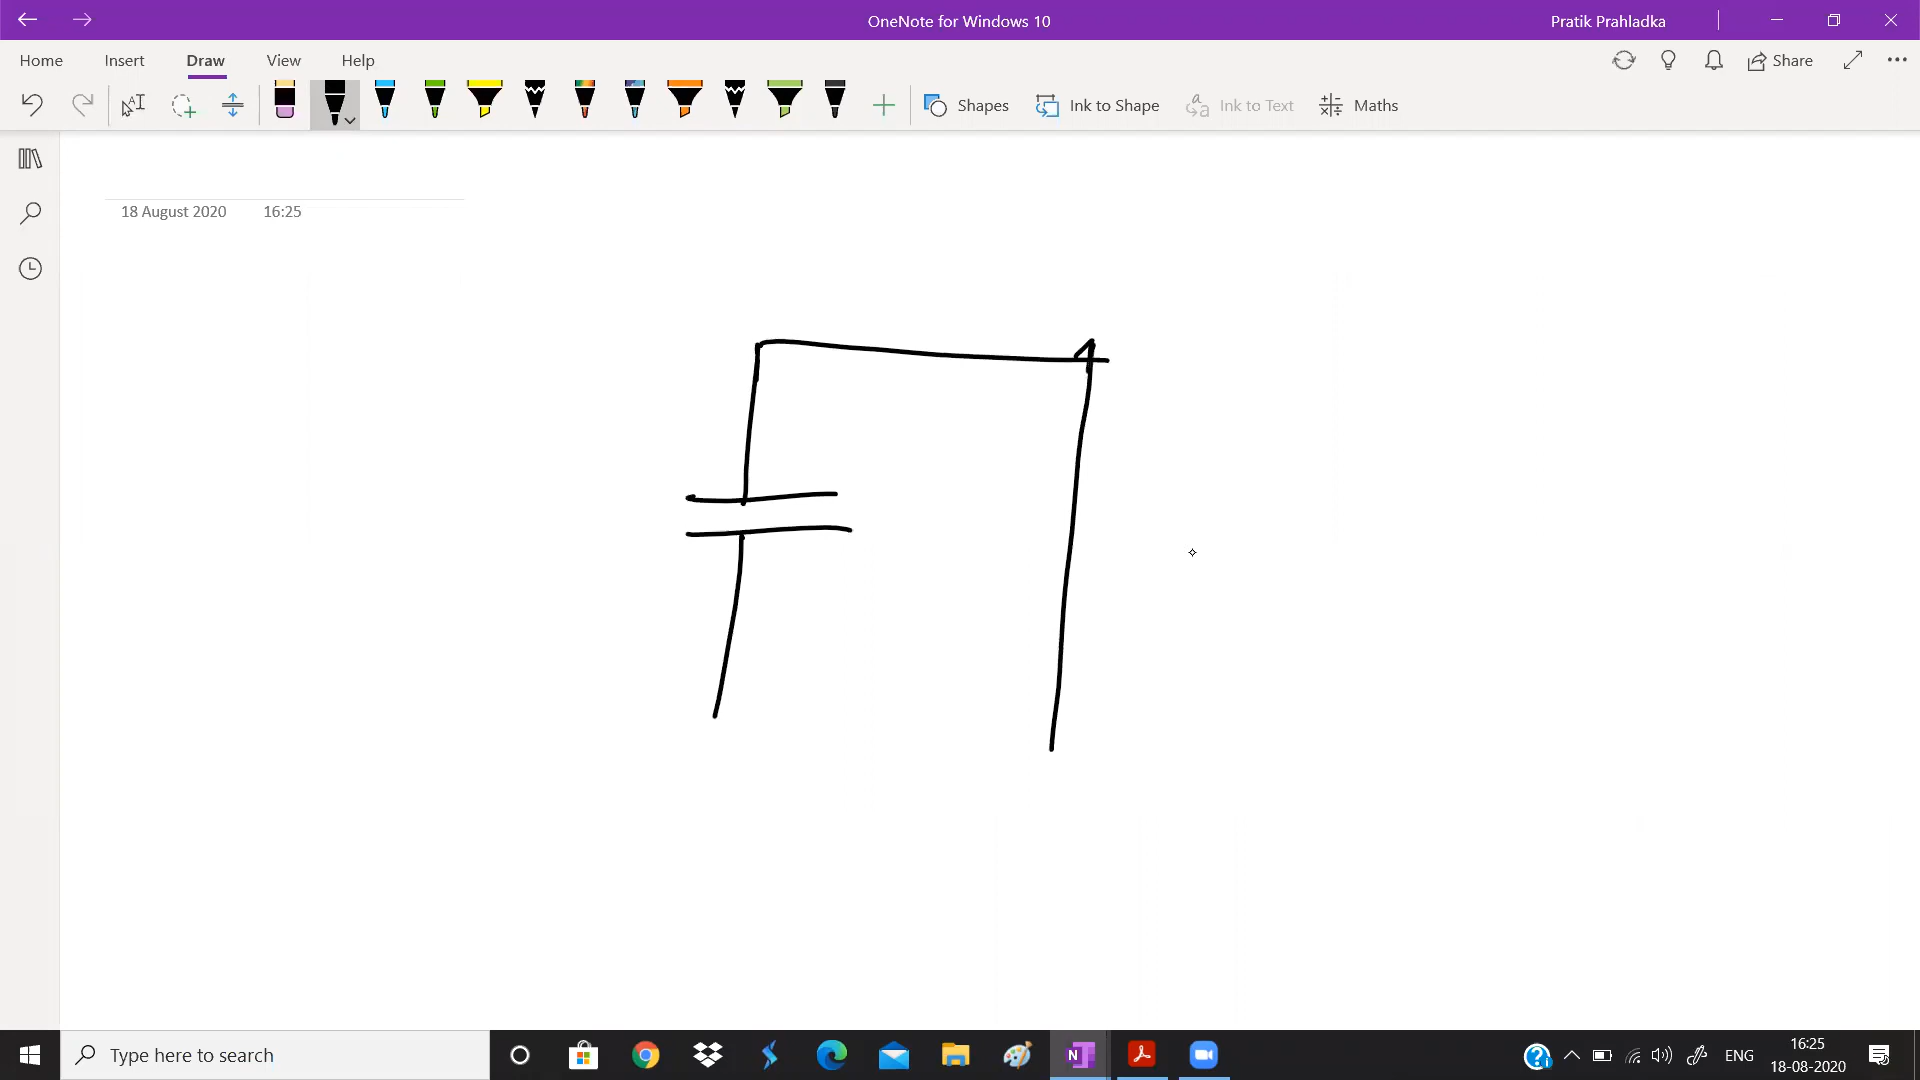 OneNote for Windows 10
Pratik Prahladka
Home Insert Draw View Help
Share
Shapes Ink to Shape Ink to Text Maths
18 August 2020 16:25
Type here to search
ENG
16:25
18-08-2020